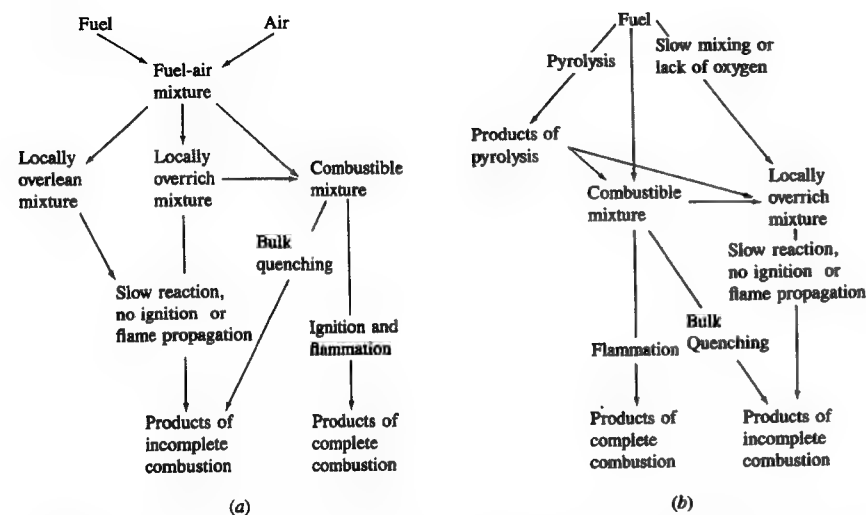 Fuel
Air
Fuel-air
mixture
Locally
overlean
mixture
Locally
overrich
mixture
Combustible
mixture
Bulk
quenching
Slow reaction,
no ignition or
flame propagation
Ignition and
flammation
Products of
incomplete
combustion
Products of
complete
combustion
(a)
Fuel
Pyrolysis
Slow mixing or
lack of oxygen
Products of
pyrolysis
Combustible
mixture
Locally
overrich
mixture
Slow reaction,
no ignition or
flame propagation
Flammation
Bulk
Quenching
Products of
complete
combustion
Products of
incomplete
combustion
(b)